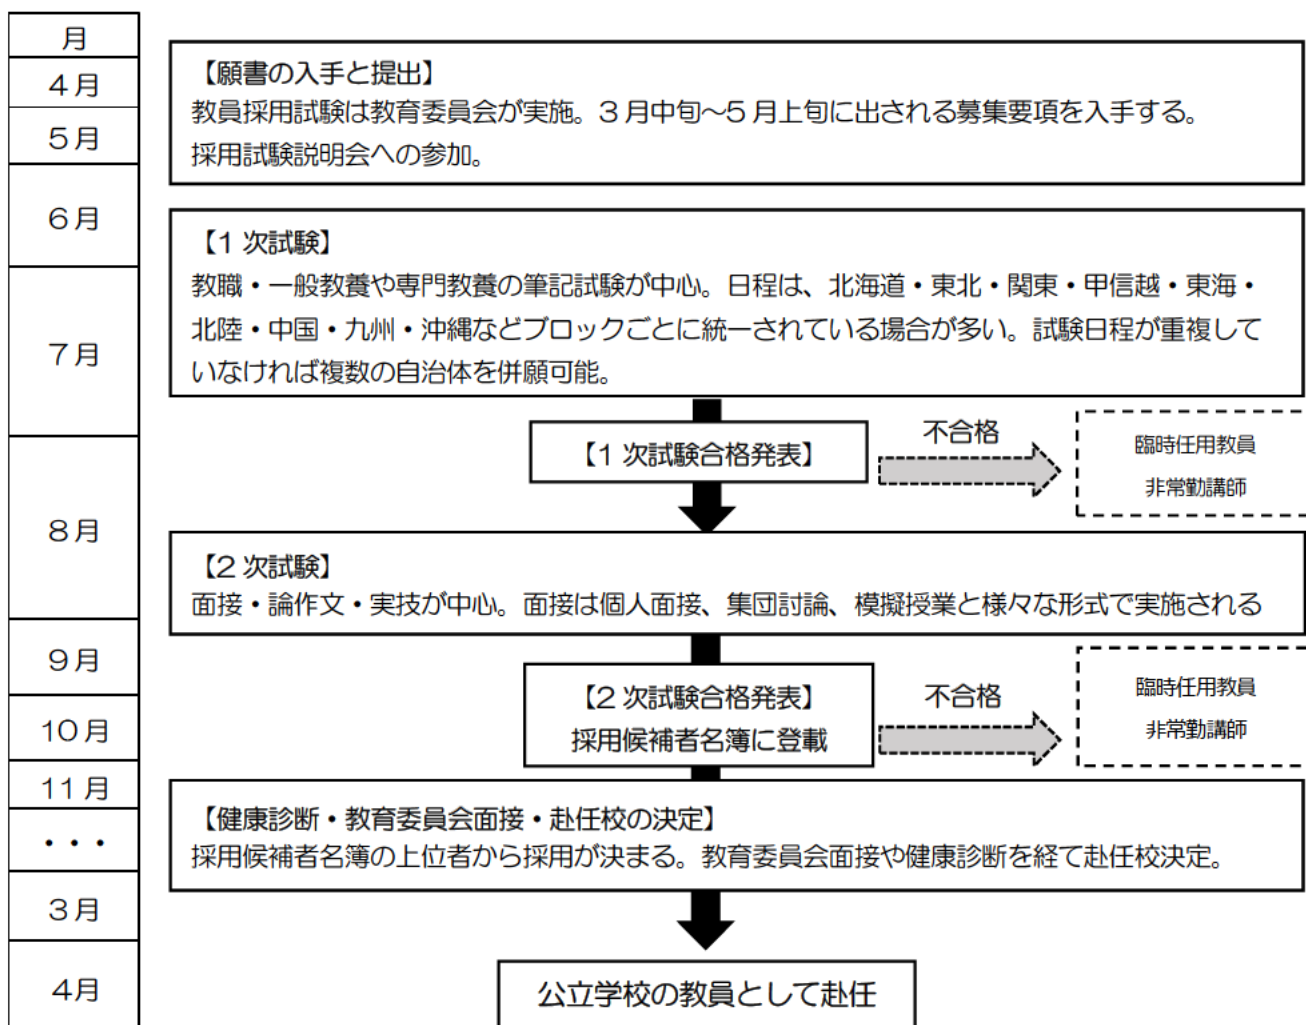 月
4月
5月
6月
7月
8月
9月
10月
11月
・・・
3月
4月
【願書の入手と提出】
教員採用試験は教育委員会が実施。3月中旬～5月上旬に出される募集要項を入手する。
採用試験説明会への参加。
【1次試験】
教職・一般教養や専門教養の筆記試験が中心。日程は、北海道・東北・関東・甲信越・東海・
北陸・中国・九州・沖縄などブロックごとに統一されている場合が多い。試験日程が重複して
いなければ複数の自治体を併願可能。
【1次試験合格発表】
不合格
臨時任用教員
非常勤講師
【2次試験】
面接・論作文・実技が中心。面接は個人面接、集団討論、模擬授業と様々な形式で実施される
【2次試験合格発表】
採用候補者名簿に登載
不合格
臨時任用教員
非常勤講師
【健康診断・教育委員会面接・赴任校の決定】
採用候補者名簿の上位者から採用が決まる。教育委員会面接や健康診断を経て赴任校決定。
公立学校の教員として赴任